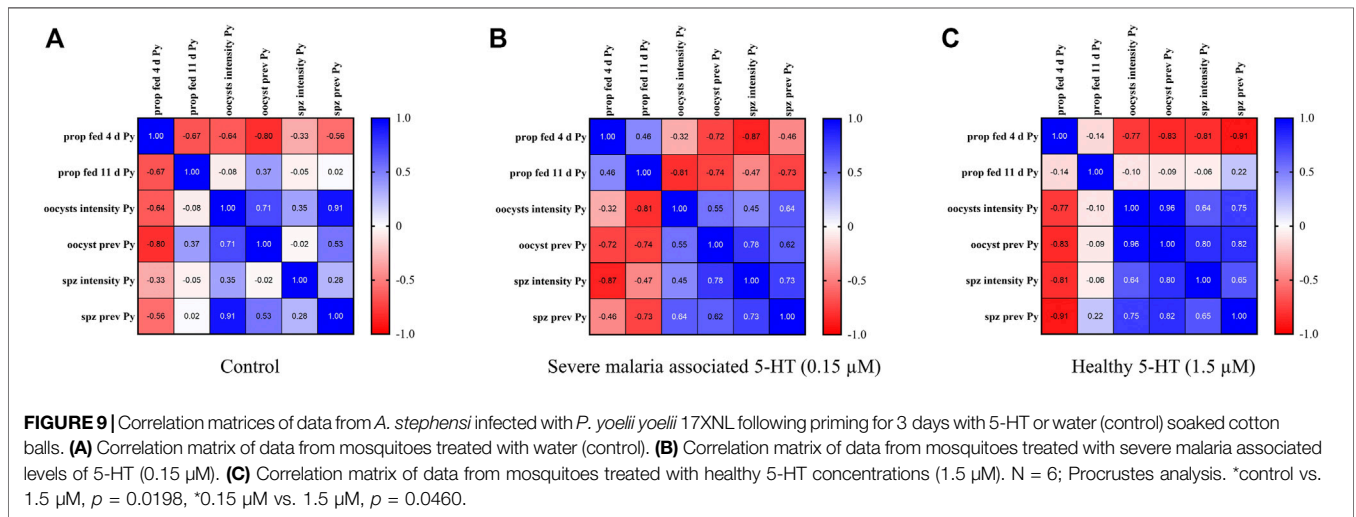 A
B
C
prop fed 4 d Py
prop fed 11 d Py
oocysts intensity Py
oocyst prev Py
spz intensity Py
spz prev Py
prop fed 4 d Py 1.00 -0.67 -0.64 -0.80 -0.33 -0.56
prop fed 11 d Py -0.67 1.00 -0.08 0.37 -0.05 0.02
oocysts intensity Py -0.64 -0.08 1.00 0.71 0.35 0.91
oocyst prev Py -0.80 0.37 0.71 1.00 -0.02 0.53
spz intensity Py -0.33 -0.05 0.35 -0.02 1.00 0.28
spz prev Py -0.56 0.02 0.91 0.53 0.28 1.00
1.0
0.5
0
-0.5
-1.0
Control
prop fed 4 d Py
prop fed 11 d Py
oocysts intensity Py
oocyst prev Py
spz intensity Py
spz prev Py
prop fed 4 d Py 1.00 0.46 -0.32 -0.72 -0.87 -0.46
prop fed 11 d Py 0.46 1.00 -0.81 -0.74 -0.47 -0.73
oocysts intensity Py -0.32 -0.81 1.00 0.55 0.45 0.64
oocyst prev Py -0.72 -0.74 0.55 1.00 0.78 0.62
spz intensity Py -0.87 -0.47 0.45 0.78 1.00 0.73
spz prev Py -0.46 -0.73 0.64 0.62 0.73 1.00
1.0
0.5
0
-0.5
-1.0
Severe malaria associated 5-HT (0.15 µM)
prop fed 4 d Py
prop fed 11 d Py
oocysts intensity Py
oocyst prev Py
spz intensity Py
spz prev Py
prop fed 4 d Py 1.00 -0.14 -0.77 -0.83 -0.81 -0.91
prop fed 11 d Py -0.14 1.00 -0.10 -0.09 -0.06 0.22
oocysts intensity Py -0.77 -0.10 1.00 0.96 0.64 0.75
oocyst prev Py -0.83 -0.09 0.96 1.00 0.80 0.82
spz intensity Py -0.81 -0.06 0.64 0.80 1.00 0.65
spz prev Py -0.91 0.22 0.75 0.82 0.65 1.00
1.0
0.5
0
-0.5
-1.0
Healthy 5-HT (1.5 µM)
FIGURE 9 | Correlation matrices of data from A. stephensi infected with P. yoelii yoelii 17XNL following priming for 3 days with 5-HT or water (control) soaked cotton
balls. (A) Correlation matrix of data from mosquitoes treated with water (control). (B) Correlation matrix of data from mosquitoes treated with severe malaria associated
levels of 5-HT (0.15 µM). (C) Correlation matrix of data from mosquitoes treated with healthy 5-HT concentrations (1.5 µM). N = 6; Procrustes analysis. *control vs.
1.5 µM, p = 0.0198, *0.15 µM vs. 1.5 µM, p = 0.0460.